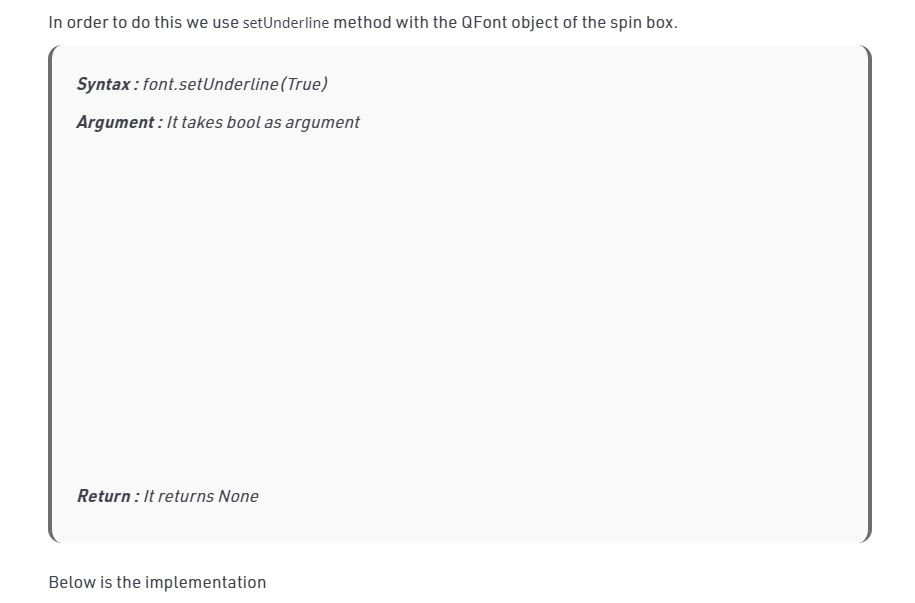 In order to do this we use setUnderline method with the QFont object of the spin box.
Syntax : font.setUnderline(True)
Argument : It takes bool as argument
Return : It returns None
Below is the implementation